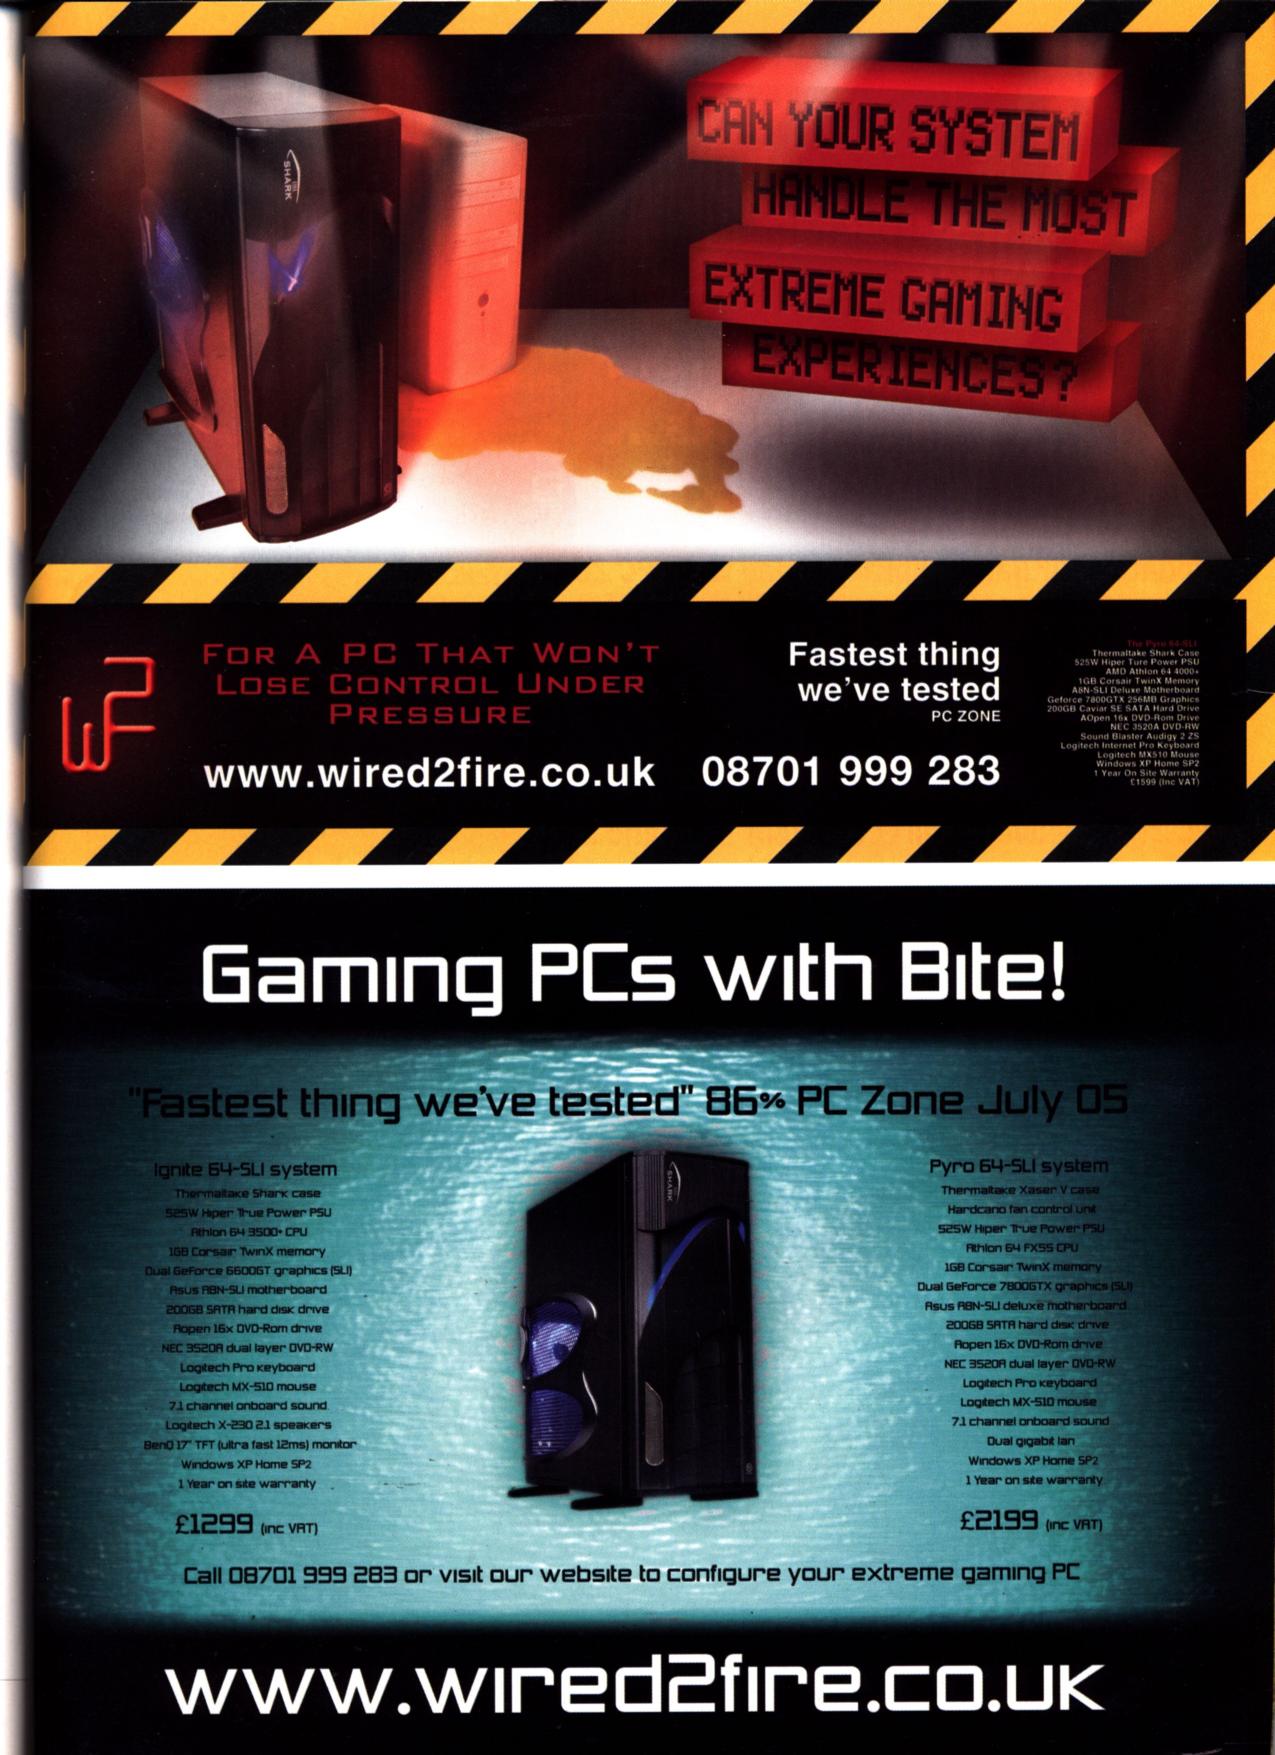 SHARK
CAN YOUR SYSTEM
HANDLE THE MOST
EXTREME GAMING
EXPERIENCES?
FOR A PC THAT WON'T
LOSE CONTROL UNDER
PRESSURE
www.wired2fire.co.uk
Fastest thing
we've tested
PC ZONE
08701 999 283
The Pyro 64-SLI
Thermaltake Shark Case
525W Hiper Ture Power PSU
AMD Athlon 64 4000+
1GB Corsair TwinX Memory
A8N-SLI Deluxe Motherboard
Geforce 7800GTX 256MB Graphics
200GB Caviar SE SATA Hard Drive
AOpen 16x DVD-Rom Drive
NEC 3520A DVD-RW
Sound Blaster Audigy 2 ZS
Logitech Internet Pro Keyboard
Logitech MX510 Mouse
Windows XP Home SP2
1 Year On Site Warranty
£1599 (Inc VAT)
Gaming PCs with Bite!
"Fastest thing we've tested" 86% PC Zone July 05
Ignite 64-SLI system
Thermaltake Shark case
525W Hiper True Power PSU
Athlon 64 3500+ CPU
1GB Corsair TwinX memory
Dual GeForce 6600GT graphics (SLI)
Asus A8N-SLI motherboard
200GB SATA hard disk drive
Aopen 16x DVD-Rom drive
NEC 3520A dual layer DVD-RW
Logitech Pro keyboard
Logitech MX-510 mouse
7.1 channel onboard sound
Logitech X-230 2.1 speakers
BenQ 17" TFT (ultra fast 12ms) monitor
Windows XP Home SP2
1 Year on site warranty
£1299 (inc VAT)
SHARK
Pyro 64-SLI system
Thermaltake Xaser V case
Hardcano fan control unit
525W Hiper True Power PSU
Athlon 64 FX55 CPU
1GB Corsair TwinX memory
Dual GeForce 7800GTX graphics (SLI)
Asus A8N-SLI deluxe motherboard
200GB SATA hard disk drive
Aopen 16x DVD-Rom drive
NEC 3520A dual layer DVD-RW
Logitech Pro keyboard
Logitech MX-510 mouse
7.1 channel onboard sound
Dual gigabit lan
Windows XP Home SP2
1 Year on site warranty
£2199 (inc VAT)
Call 08701 999 283 or visit our website to configure your extreme gaming PC
www.wired2fire.co.uk